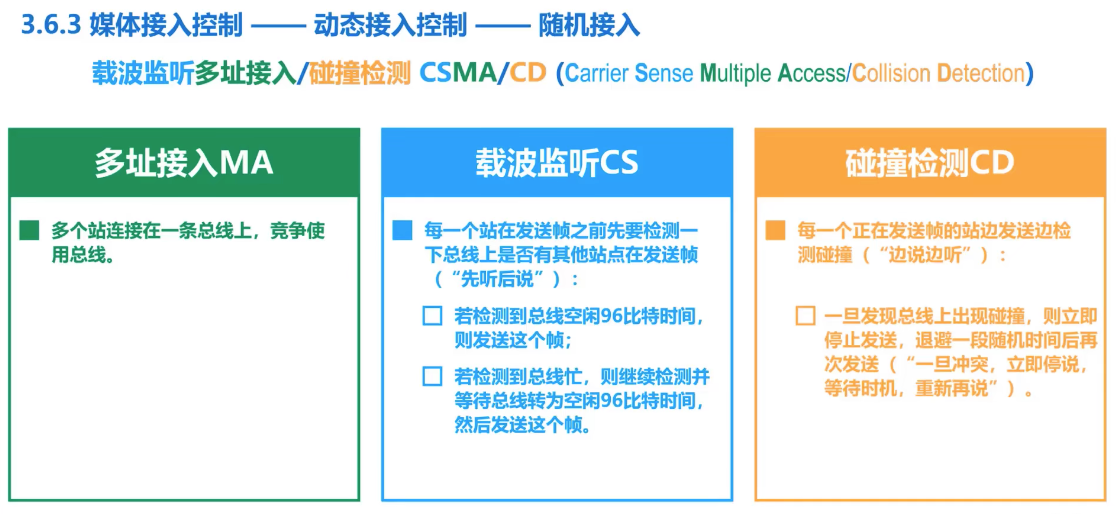 3.6.3 媒体接入控制 —— 动态接入控制 —— 随机接入
载波监听多址接入/碰撞检测 CSMA/CD (Carrier Sense Multiple Access/Collision Detection)
多址接入MA
多个站连接在一条总线上，竞争使
用总线。
载波监听CS
每一个站在发送帧之前先要检测一
下总线上是否有其他站点在发送帧
（“先听后说”）：
若检测到总线空闲96比特时间，
则发送这个帧；
若检测到总线忙，则继续检测并
等待总线转为空闲96比特时间，
然后发送这个帧。
碰撞检测CD
每一个正在发送帧的站边发送边检
测碰撞（“边说边听”）：
一旦发现总线上出现碰撞，则立即
停止发送，退避一段随机时间后再
次发送（“一旦冲突，立即停说，
等待时机，重新再说”）。